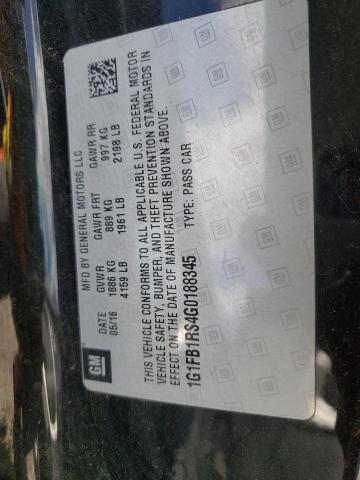 GM
MFD BY GENERAL MOTORS LLC
DATE GVWR GAWR FRT GAWR RR
05/16 1886 KG 889 KG 997 KG
4159 LB 1961 LB 2198 LB
THIS VEHICLE CONFORMS TO ALL APPLICABLE U.S. FEDERAL MOTOR
VEHICLE SAFETY, BUMPER, AND THEFT PREVENTION STANDARDS IN
EFFECT ON THE DATE OF MANUFACTURE SHOWN ABOVE.
1G1FB1RS4G0188345 TYPE: PASS CAR